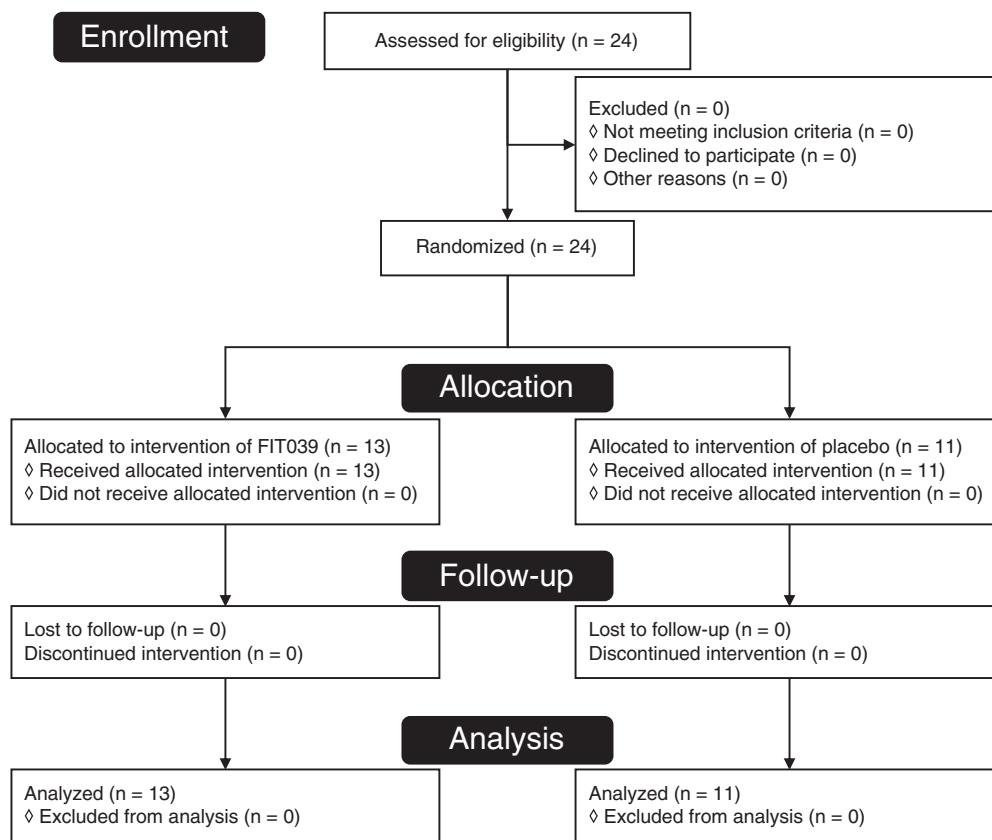 Enrollment
Assessed for eligibility (n = 24)
Excluded (n = 0)
◊ Not meeting inclusion criteria (n = 0)
◊ Declined to participate (n = 0)
◊ Other reasons (n = 0)
Randomized (n = 24)
Allocation
Allocated to intervention of FIT039 (n = 13)
◊ Received allocated intervention (n = 13)
◊ Did not receive allocated intervention (n = 0)
Allocated to intervention of placebo (n = 11)
◊ Received allocated intervention (n = 11)
◊ Did not receive allocated intervention (n = 0)
Follow-up
Lost to follow-up (n = 0)
Discontinued intervention (n = 0)
Lost to follow-up (n = 0)
Discontinued intervention (n = 0)
Analysis
Analyzed (n = 13)
◊ Excluded from analysis (n = 0)
Analyzed (n = 11)
◊ Excluded from analysis (n = 0)